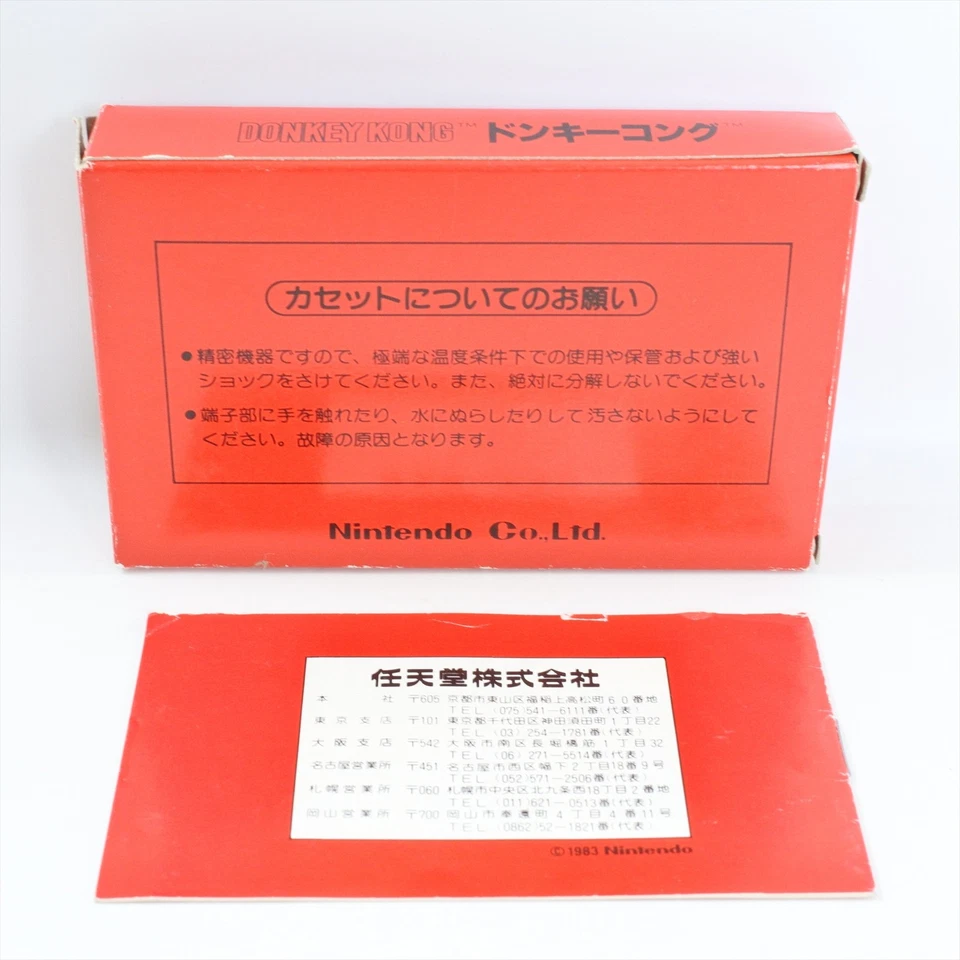 DONKEY KONG™ ドンキーコング™
カセットについてのお願い
●精密機器ですので、極端な温度条件下での使用や保管および強い
ショックをさけてください。また、絶対に分解しないでください。
●端子部に手を触れたり、水にぬらしたりして汚さないようにして
ください。故障の原因となります。
Nintendo Co.,Ltd.
任天堂株式会社
本社 〒605 京都市東山区福稲上高松町60番地
TEL (075)541-6111番(代表)
東京支店 〒101 東京都千代田区神田須田町1丁目22
TEL (03)254-1781番(代表)
大阪支店 〒542 大阪市南区長堀橋筋1丁目32
TEL (06)271-5514番(代表)
名古屋営業所 〒451 名古屋市西区幅下2丁目18番9号
TEL (052)571-2506番(代表)
札幌営業所 〒060 札幌市中央区北九条西18丁目2番地
TEL (011)621-0513番(代表)
岡山営業所 〒700 岡山市奉還町4丁目4番11号
TEL (0862)52-1821番(代表)
©1983 Nintendo